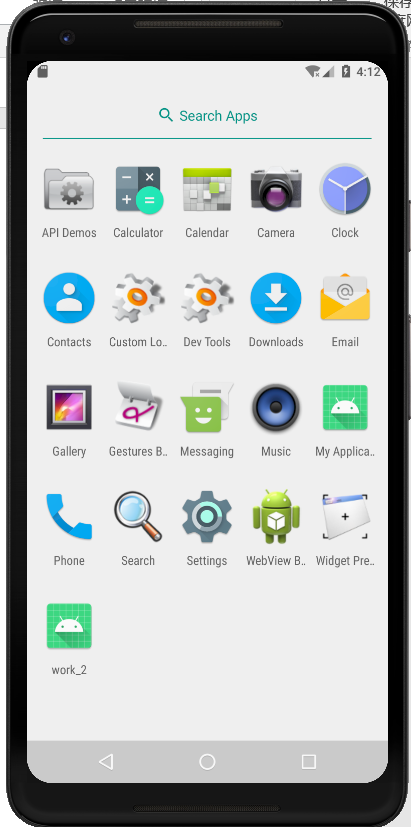 4:12
Search Apps
API Demos
Calculator
Calendar
Camera
Clock
Contacts
Custom Lo..
Dev Tools
Downloads
Email
Gallery
Gestures B..
Messaging
Music
My Applica..
Phone
Search
Settings
WebView B..
Widget Pre..
work_2